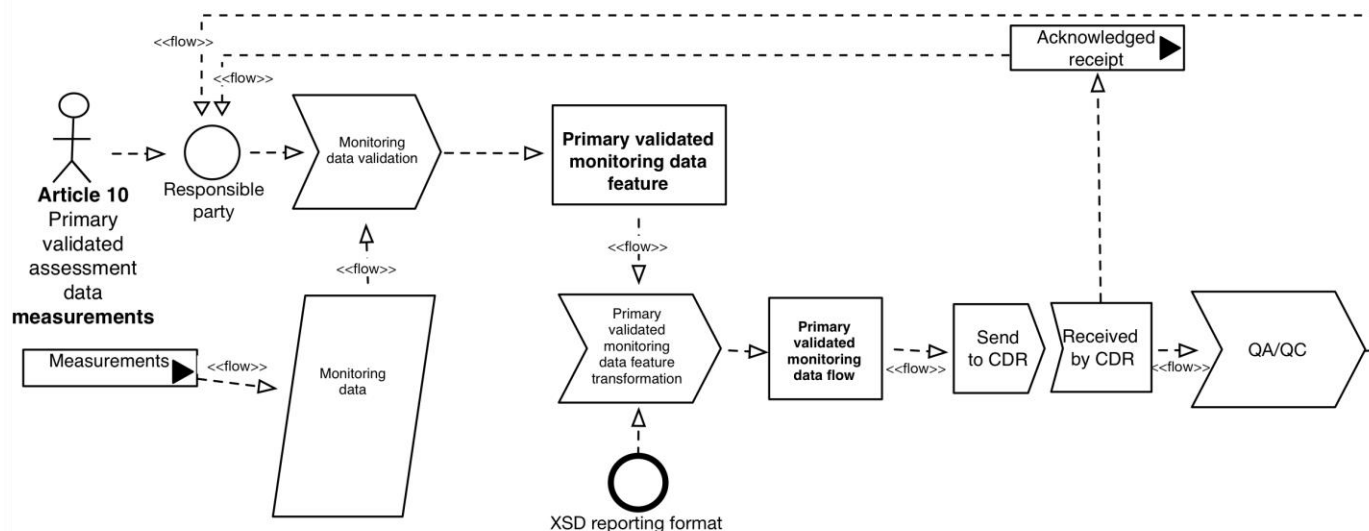 <<flow>>
Acknowledged
receipt
<<flow>>
Monitoring
data validation
Primary validated
monitoring data
feature
Responsible
party
Article 10
Primary
validated
assessment
data
measurements
<<flow>>
<<flow>>
Measurements
<<flow>>
Monitoring
data
Primary
validated
monitoring
data feature
transformation
Primary
validated
monitoring
data flow
<<flow>>
Send
to CDR
Received
by CDR
<<flow>>
QA/QC
XSD reporting format